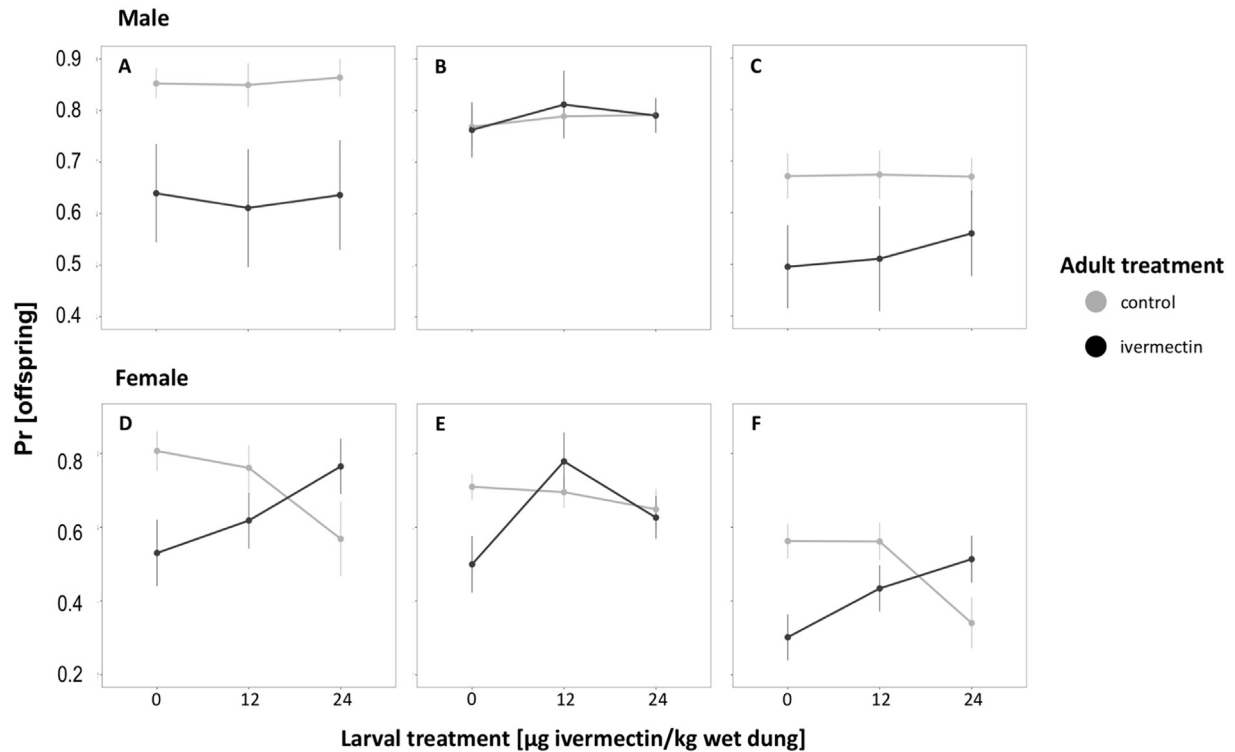 Male
A
B
C
0.9
0.8
0.7
0.6
0.5
0.4
Adult treatment
control
ivermectin
Pr [offspring]
Female
D
E
F
0.8
0.6
0.4
0.2
0 12 24 0 12 24 0 12 24
Larval treatment [µg ivermectin/kg wet dung]